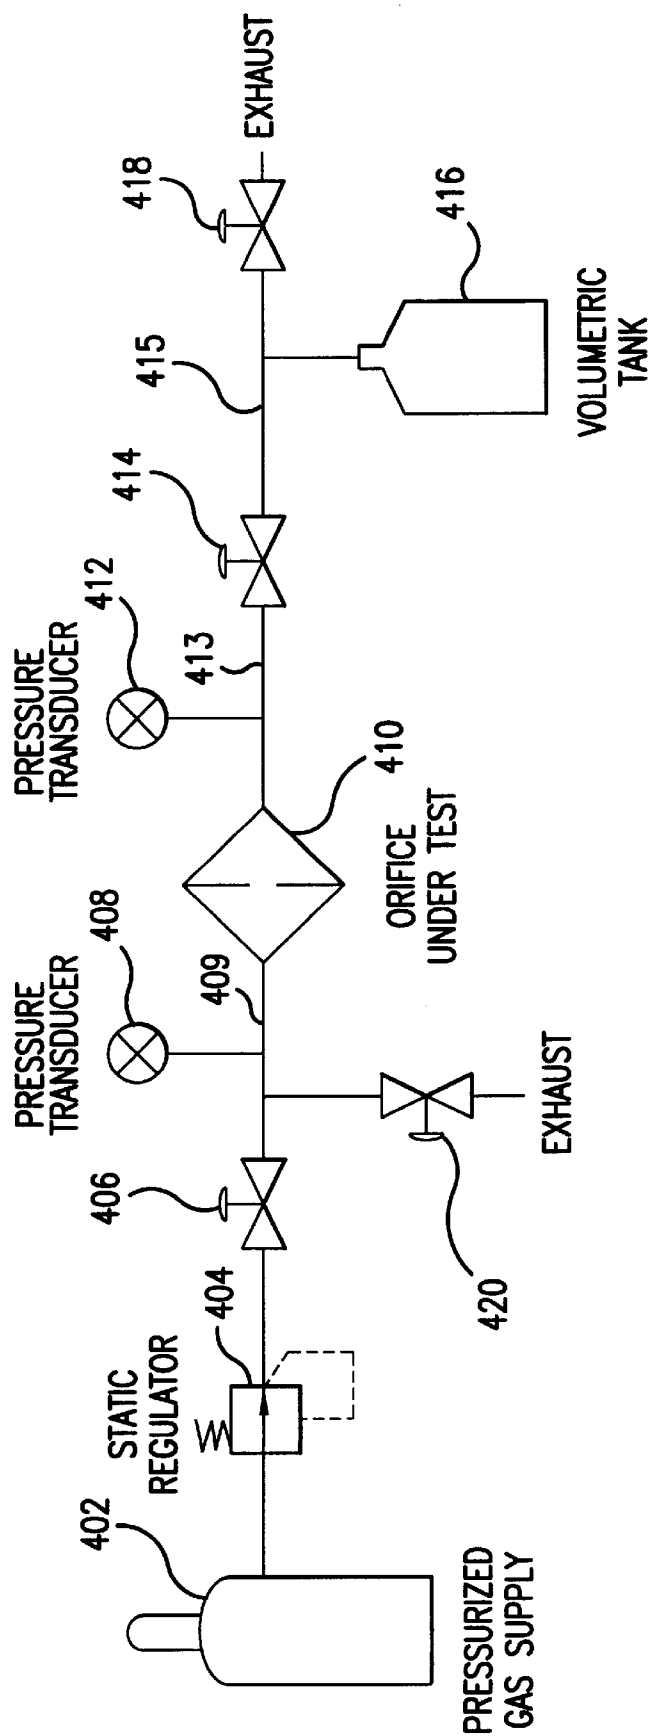 402
PRESSURIZED
GAS SUPPLY
STATIC
REGULATOR
404
406
420
EXHAUST
PRESSURE
TRANSDUCER
408
409
ORIFICE
UNDER TEST
410
PRESSURE
TRANSDUCER
412
413
414
415
VOLUMETRIC
TANK
416
418
EXHAUST